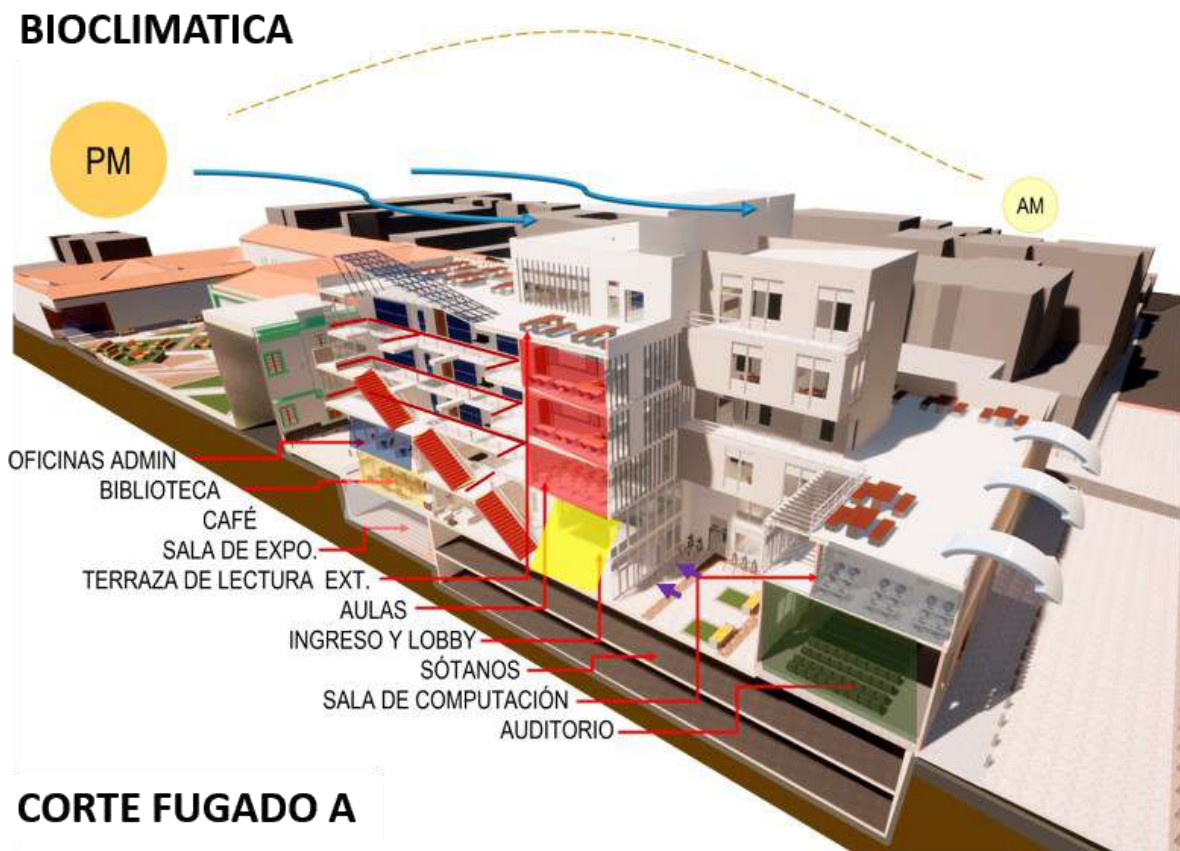 BIOCLIMATICA
PM
AM
OFICINAS ADMIN
BIBLIOTECA
CAFÉ
SALA DE EXPO.
TERRAZA DE LECTURA EXT.
AULAS
INGRESO Y LOBBY
SÓTANOS
SALA DE COMPUTACIÓN
AUDITORIO
CORTE FUGADO A